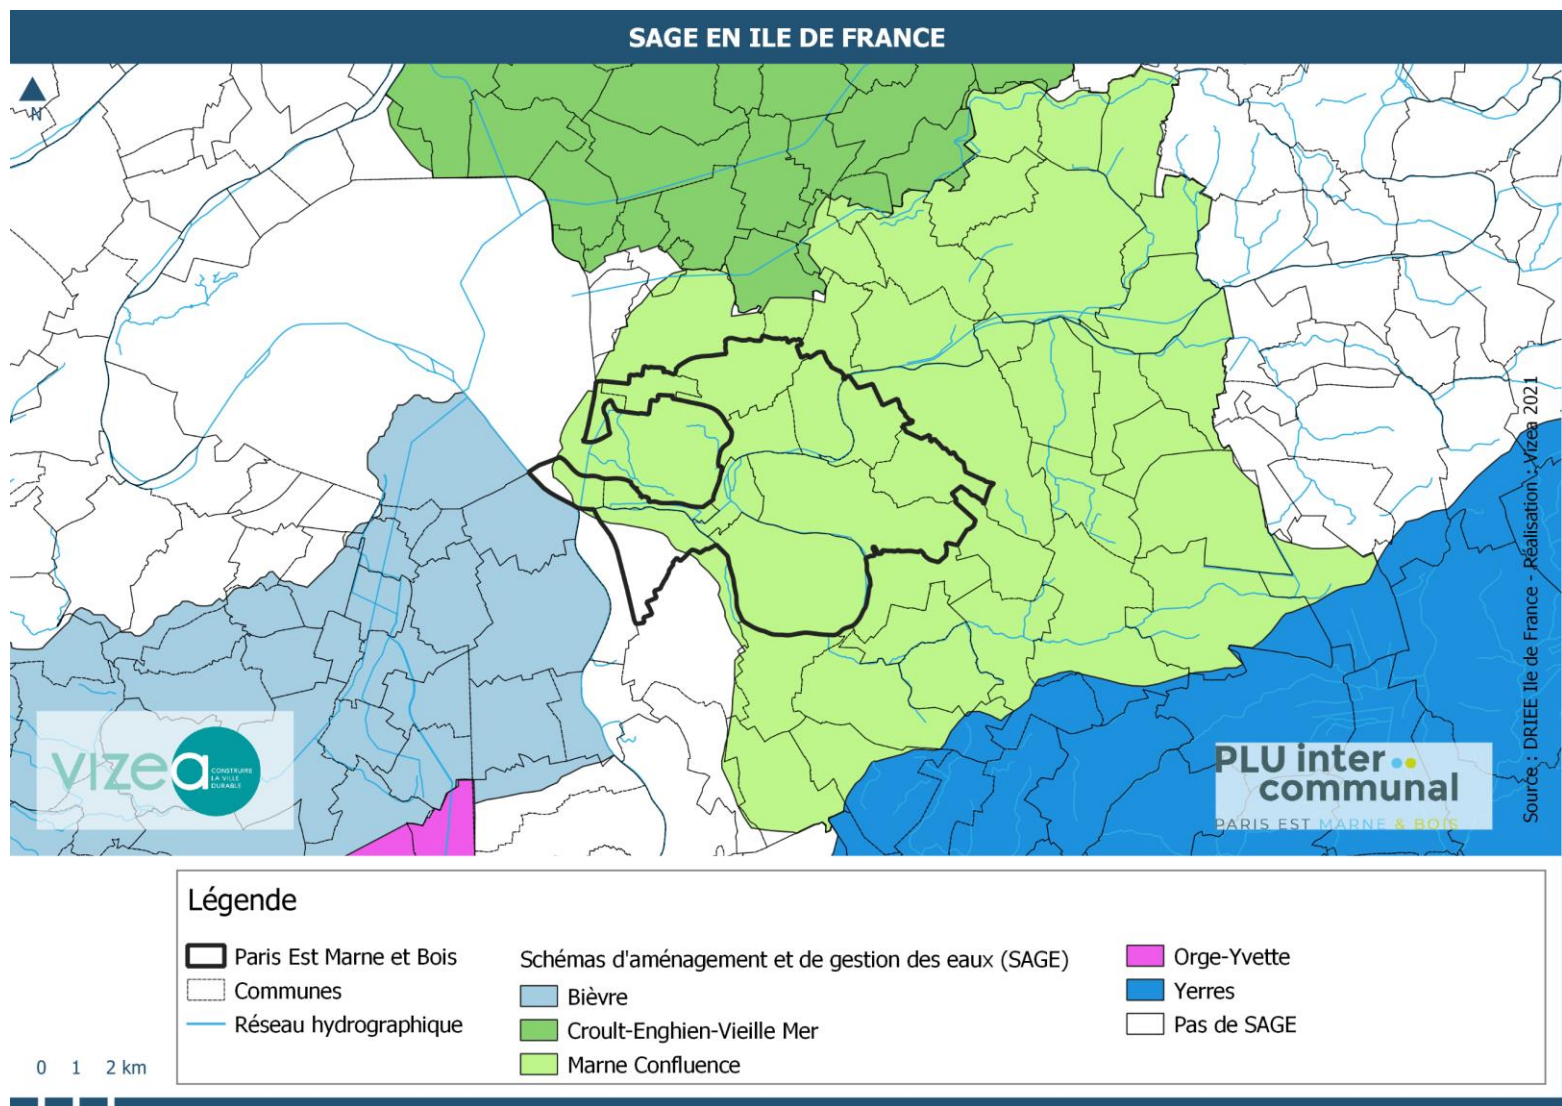 SAGE EN ILE DE FRANCE
N
Source : DRIEE Ile de France - Réalisation : Vizea 2021
vizea
CONSTRUIRE
LA VILLE
DURABLE
PLU inter
communal
PARIS EST MARNE & BOIS
Légende
Paris Est Marne et Bois
Communes
Réseau hydrographique
Schémas d'aménagement et de gestion des eaux (SAGE)
Bièvre
Croult-Enghien-Vieille Mer
Marne Confluence
Orge-Yvette
Yerres
Pas de SAGE
0 1 2 km